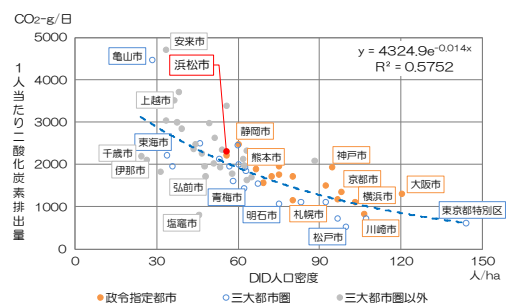 CO₂-g/日
1人当たり二酸化炭素排出量
5000
4000
3000
2000
1000
0
安来市
亀山市
浜松市
y = 4324.9e^-0.014x
R² = 0.5752
上越市
静岡市
東海市
千歳市
熊本市
神戸市
伊那市
京都市
弘前市
大阪市
青梅市
横浜市
明石市
札幌市
東京都特別区
塩竈市
松戸市
川崎市
0 30 60 90 120 150
DID人口密度
人/ha
政令指定都市 三大都市圏 三大都市圏以外